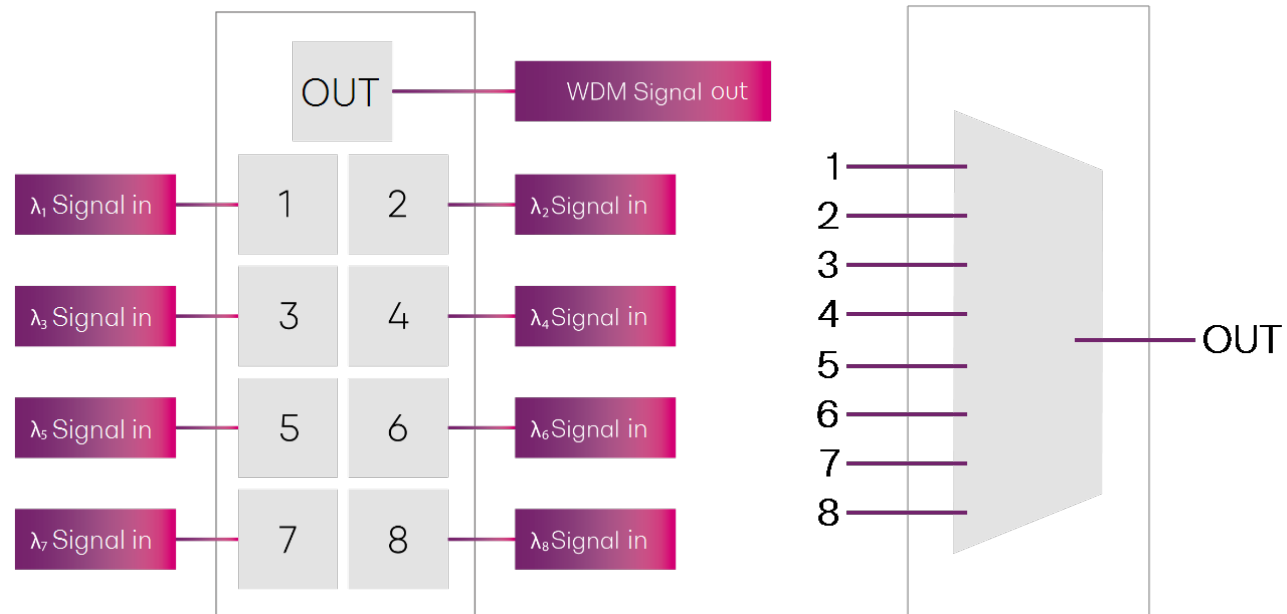 OUT
WDM Signal out
λ₁ Signal in
1
2
λ₂Signal in
λ₃ Signal in
3
4
λ₄Signal in
λ₅ Signal in
5
6
λ₆Signal in
λ₇ Signal in
7
8
λ₈Signal in
1
2
3
4
5
6
7
8
OUT